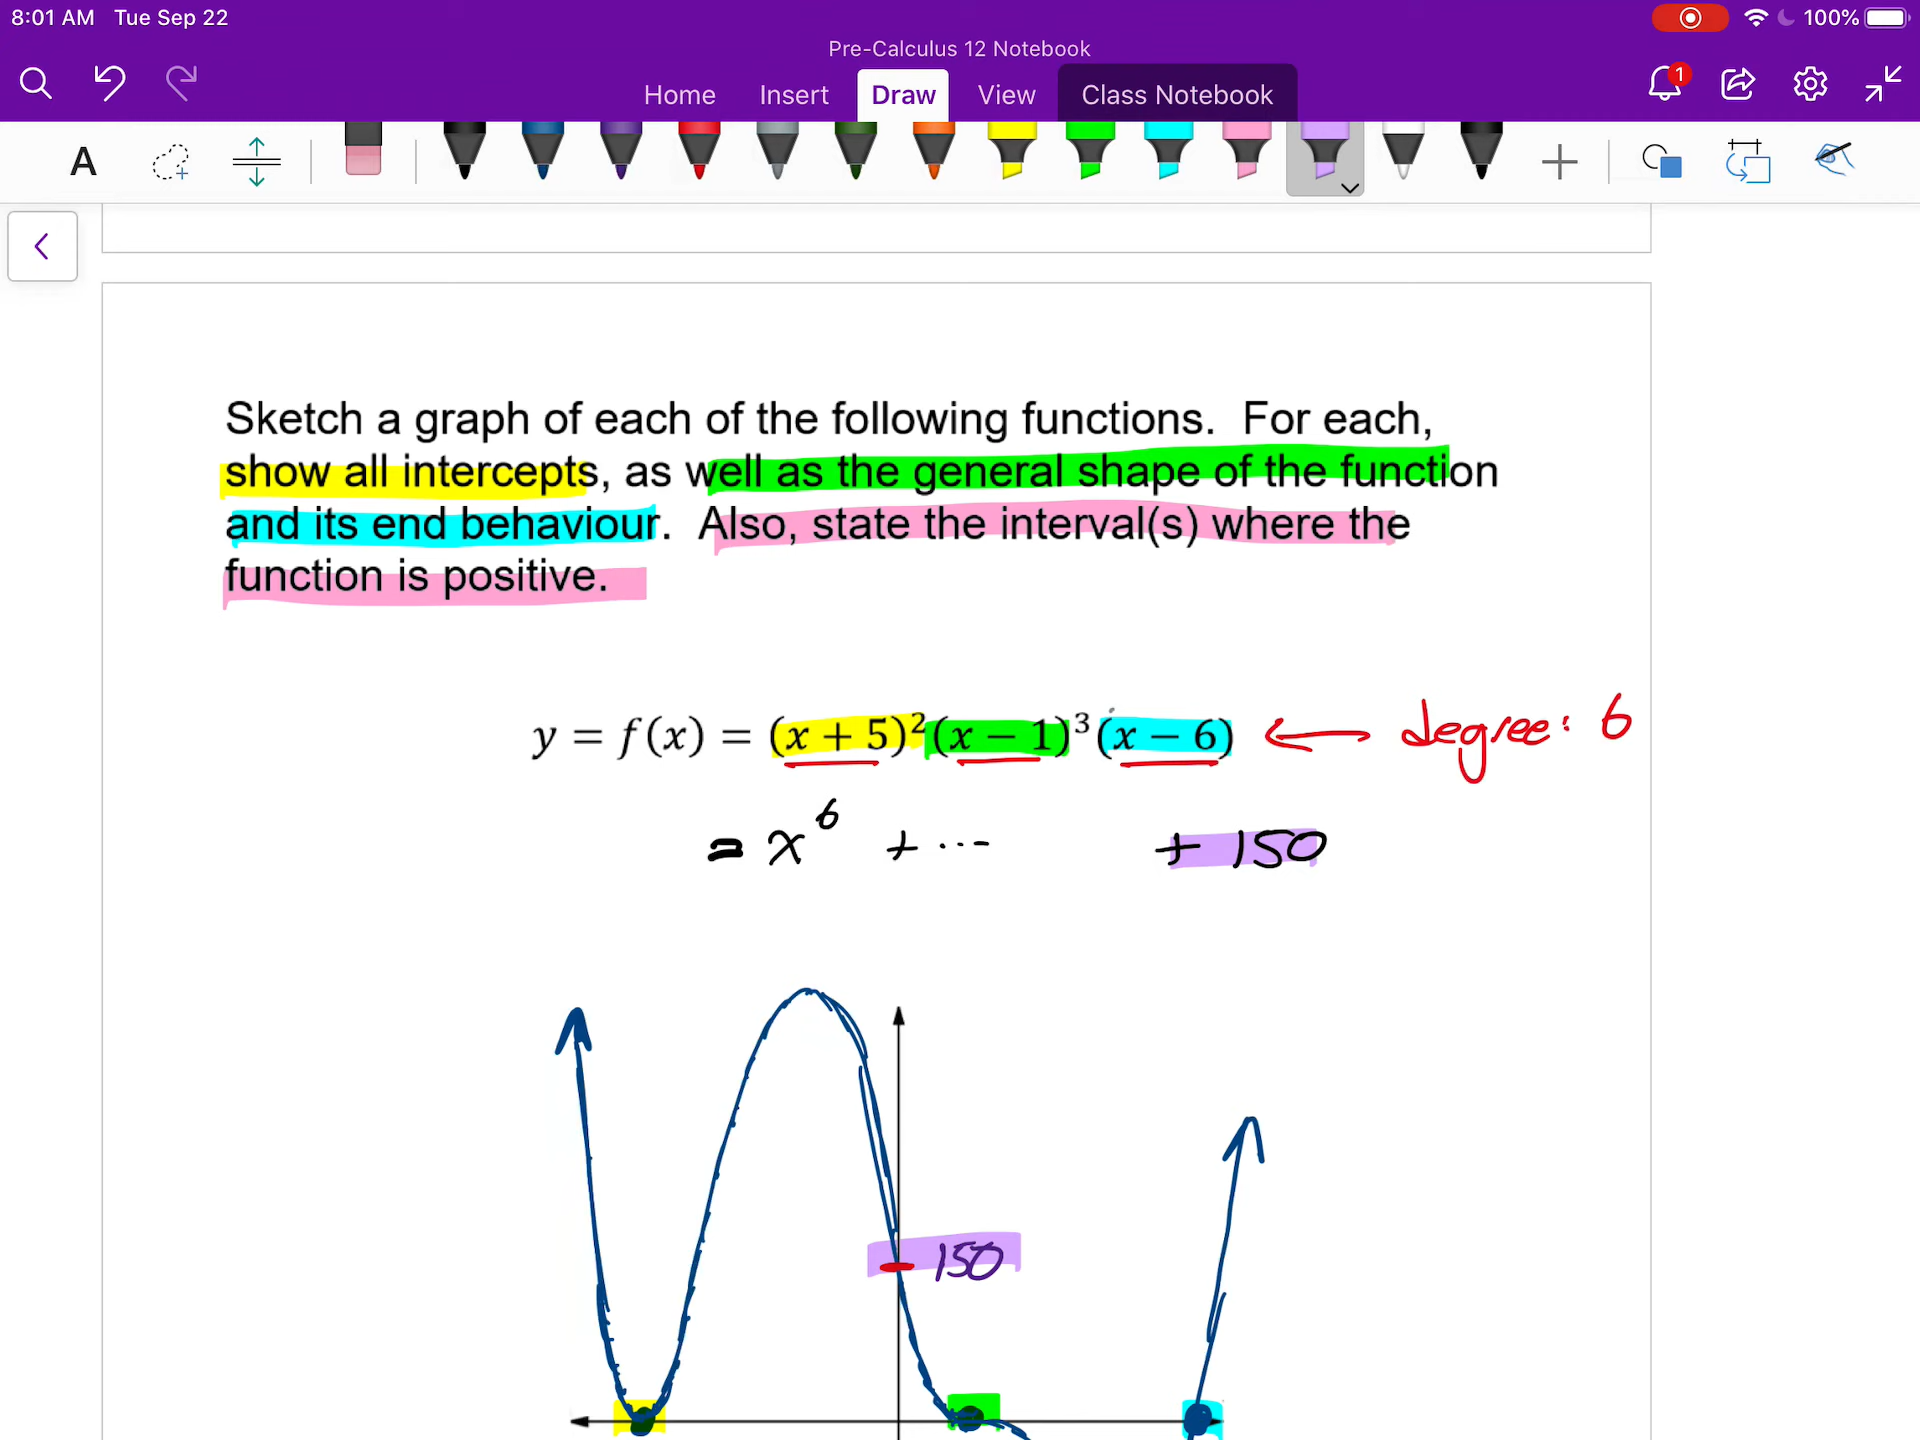 8:01 AM Tue Sep 22
100%
Pre-Calculus 12 Notebook
Home Insert Draw View Class Notebook
1
A
Sketch a graph of each of the following functions. For each,
show all intercepts, as well as the general shape of the function
and its end behaviour. Also, state the interval(s) where the
function is positive.
y = f(x) = (x + 5)²(x − 1)³(x − 6) ← degree: 6
= x⁶ + ... + 150
150